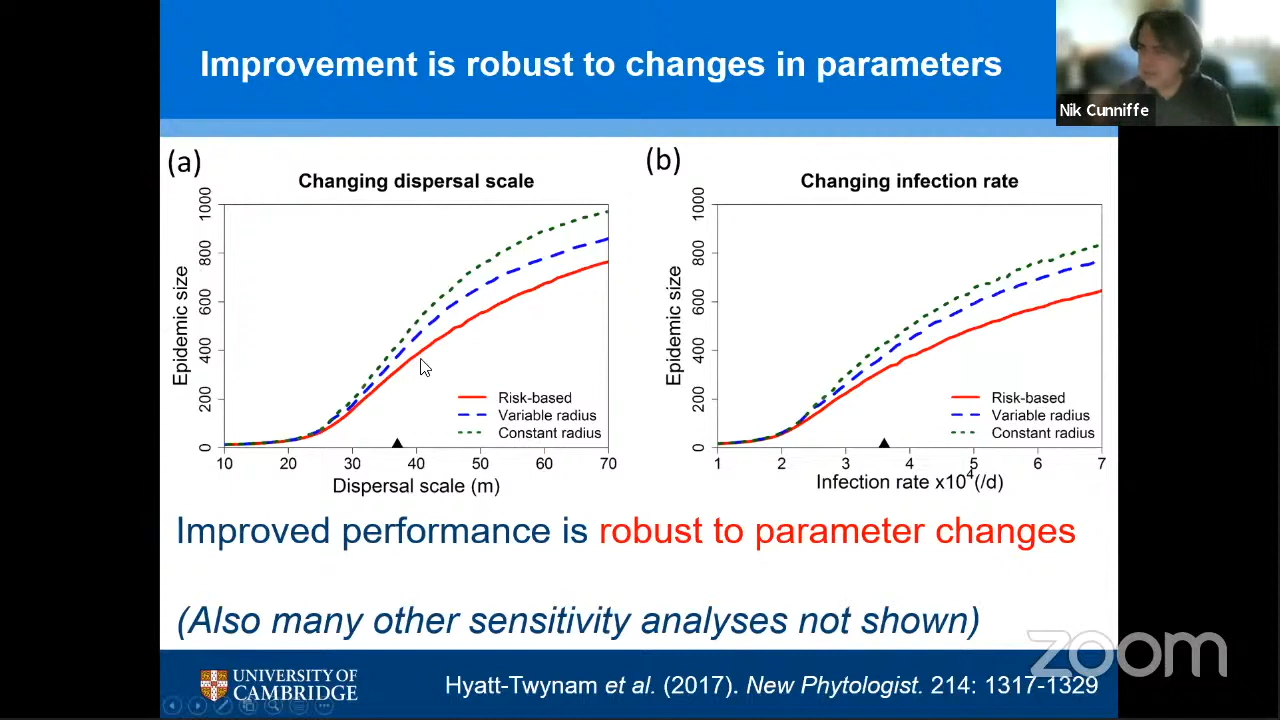 Improvement is robust to changes in parameters
Nik Cunniffe
(a)
Changing dispersal scale
Epidemic size
0 200 400 600 800 1000
10 20 30 40 50 60 70
Dispersal scale (m)
Risk-based
Variable radius
Constant radius
(b)
Changing infection rate
Epidemic size
0 200 400 600 800 1000
1 2 3 4 5 6 7
Infection rate x10⁴(/d)
Risk-based
Variable radius
Constant radius
Improved performance is robust to parameter changes
(Also many other sensitivity analyses not shown)
zoom
UNIVERSITY OF
CAMBRIDGE
Hyatt-Twynam et al. (2017). New Phytologist. 214: 1317-1329